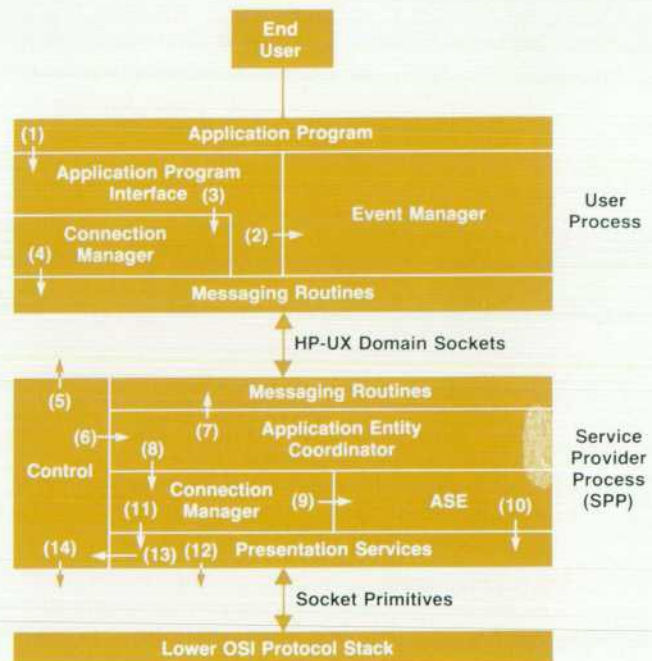 End
User
(1)
Application Program
Application Program
Interface
(3)
(2)
Event Manager
Connection
Manager
(4)
Messaging Routines
User
Process
HP-UX Domain Sockets
(5)
Messaging Routines
(6)
(7)
Application Entity
Coordinator
(8)
Control
Connection
Manager
(9)
ASE
(10)
(11)
(14)
(13)
(12)
Presentation Services
Service
Provider
Process
(SPP)
Socket Primitives
Lower OSI Protocol Stack